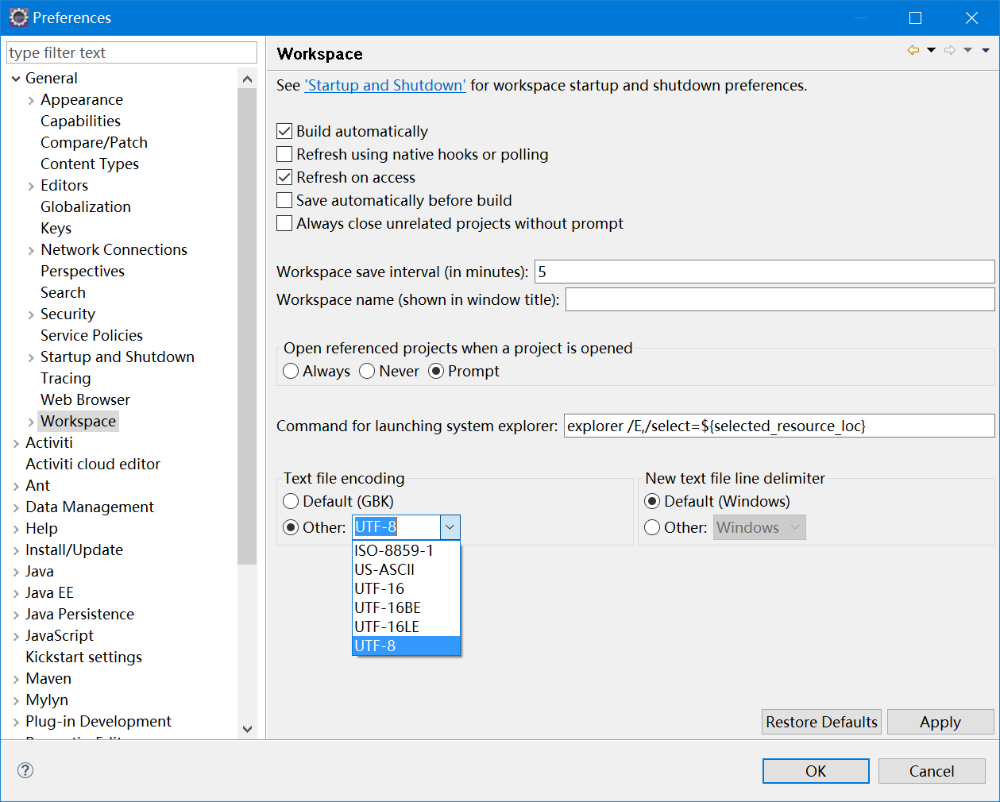 Preferences
type filter text
General
Appearance
Capabilities
Compare/Patch
Content Types
Editors
Globalization
Keys
Network Connections
Perspectives
Search
Security
Service Policies
Startup and Shutdown
Tracing
Web Browser
Workspace
Activiti
Activiti cloud editor
Ant
Data Management
Help
Install/Update
Java
Java EE
Java Persistence
JavaScript
Kickstart settings
Maven
Mylyn
Plug-in Development
Workspace
See 'Startup and Shutdown' for workspace startup and shutdown preferences.
Build automatically
Refresh using native hooks or polling
Refresh on access
Save automatically before build
Always close unrelated projects without prompt
Workspace save interval (in minutes): 5
Workspace name (shown in window title):
Open referenced projects when a project is opened
Always Never Prompt
Command for launching system explorer: explorer /E,/select=${selected_resource_loc}
Text file encoding
Default (GBK)
Other: UTF-8
ISO-8859-1
US-ASCII
UTF-16
UTF-16BE
UTF-16LE
UTF-8
New text file line delimiter
Default (Windows)
Other: Windows
Restore Defaults Apply
OK Cancel